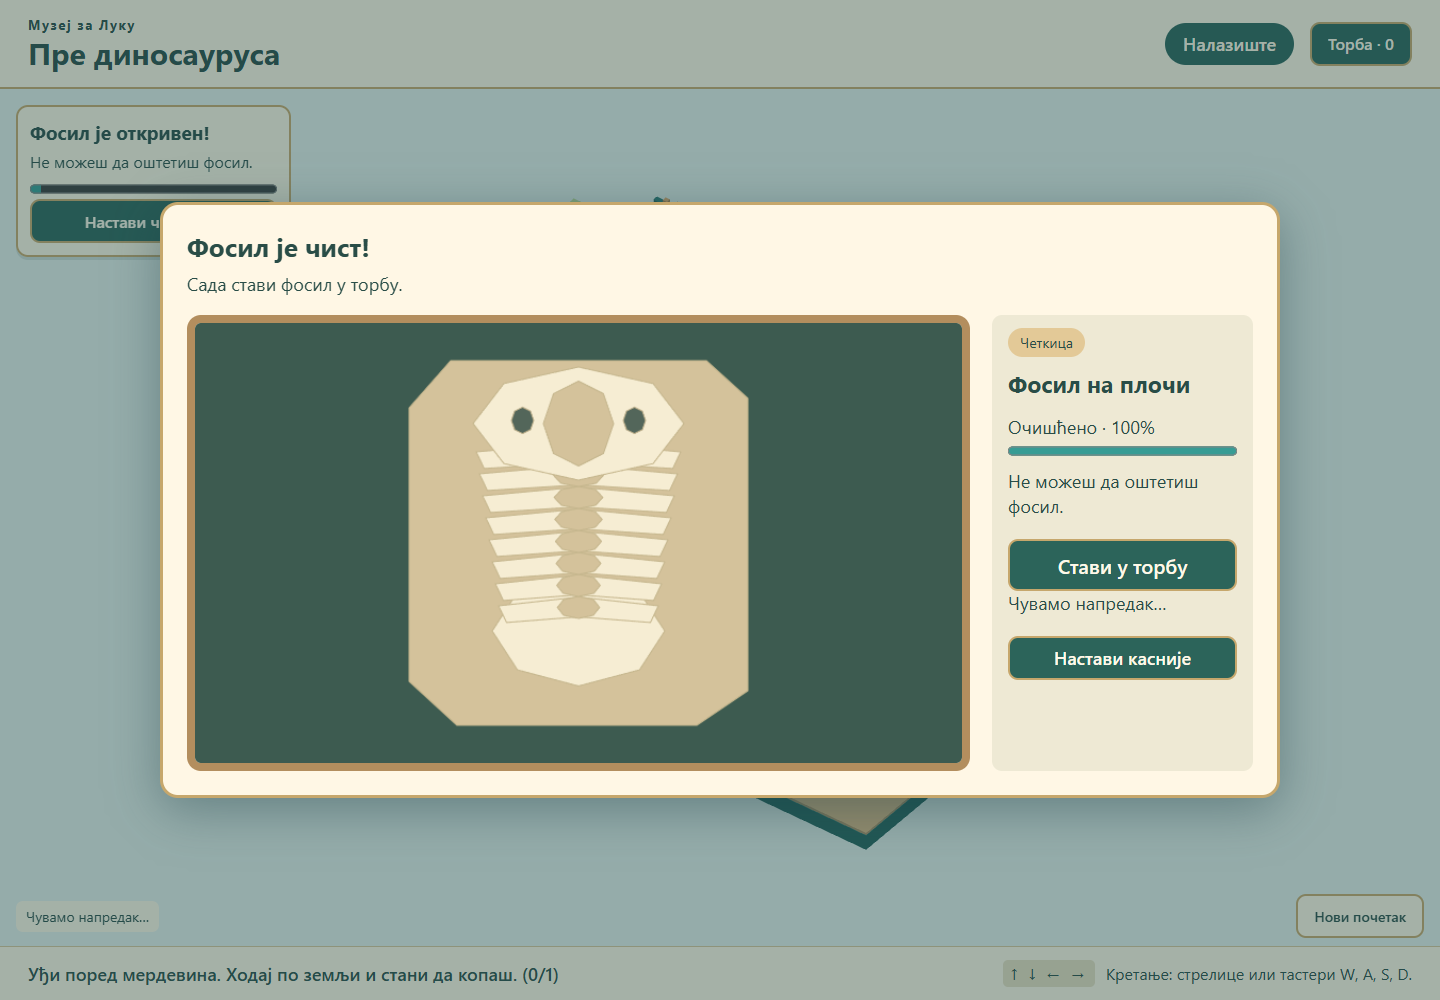 Музеј за Луку
Пре диносауруса
Налазиште
Торба · 0
Фосил је откривен!
Не можеш да оштетиш фосил.
Настави ч
Фосил је чист!
Сада стави фосил у торбу.
Четкица
Фосил на плочи
Очишћено · 100%
Не можеш да оштетиш
фосил.
Стави у торбу
Чувамо напредак...
Настави касније
Чувамо напредак...
Нови почетак
Уђи поред мердевина. Ходај по земљи и стани да копаш. (0/1)
↑ ↓ ← → Кретање: стрелице или тастери W, A, S, D.